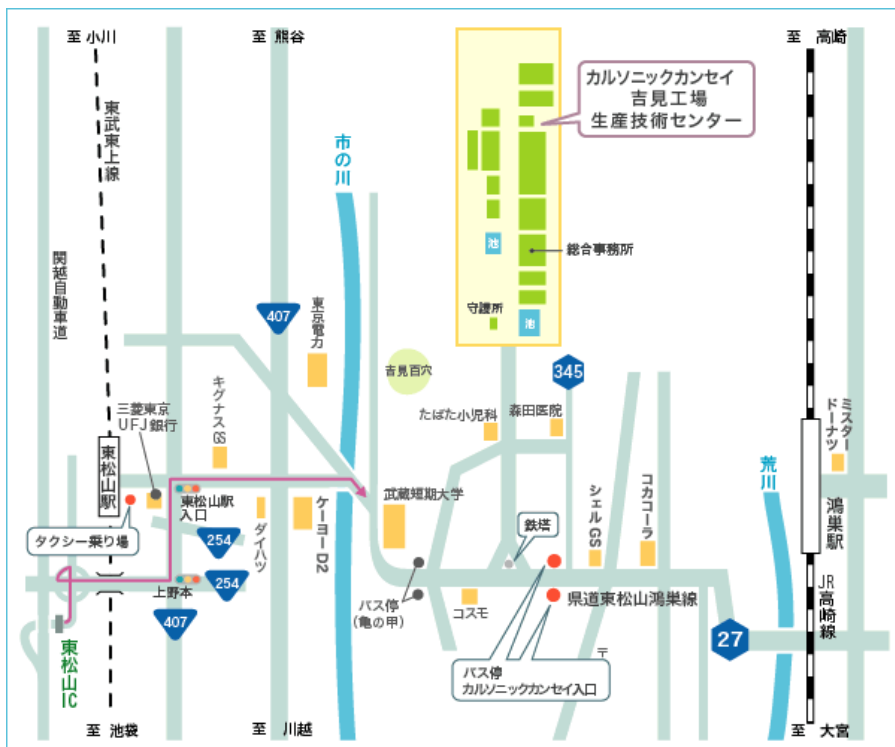 至 小川
至 熊谷
至 高崎
カルソニックカンセイ
吉見工場
生産技術センター
東武東上線
市の川
関越自動車道
池
総合事務所
守護所
池
407
東京電力
吉見百穴
345
キグナスGS
三菱東京
UFJ銀行
たばた小児科
森田医院
ミスター
ドーナツ
東松山駅
東松山駅
入口
武蔵短期大学
荒川
タクシー乗り場
254
ダイハツ
ケーヨーD2
鉄塔
シェルGS
コカコーラ
鴻巣駅
上野本
254
407
バス停
(亀の甲)
コスモ
県道東松山鴻巣線
JR高崎線
27
東松山IC
バス停
カルソニックカンセイ入口
〒
至 池袋
至 川越
至 大宮